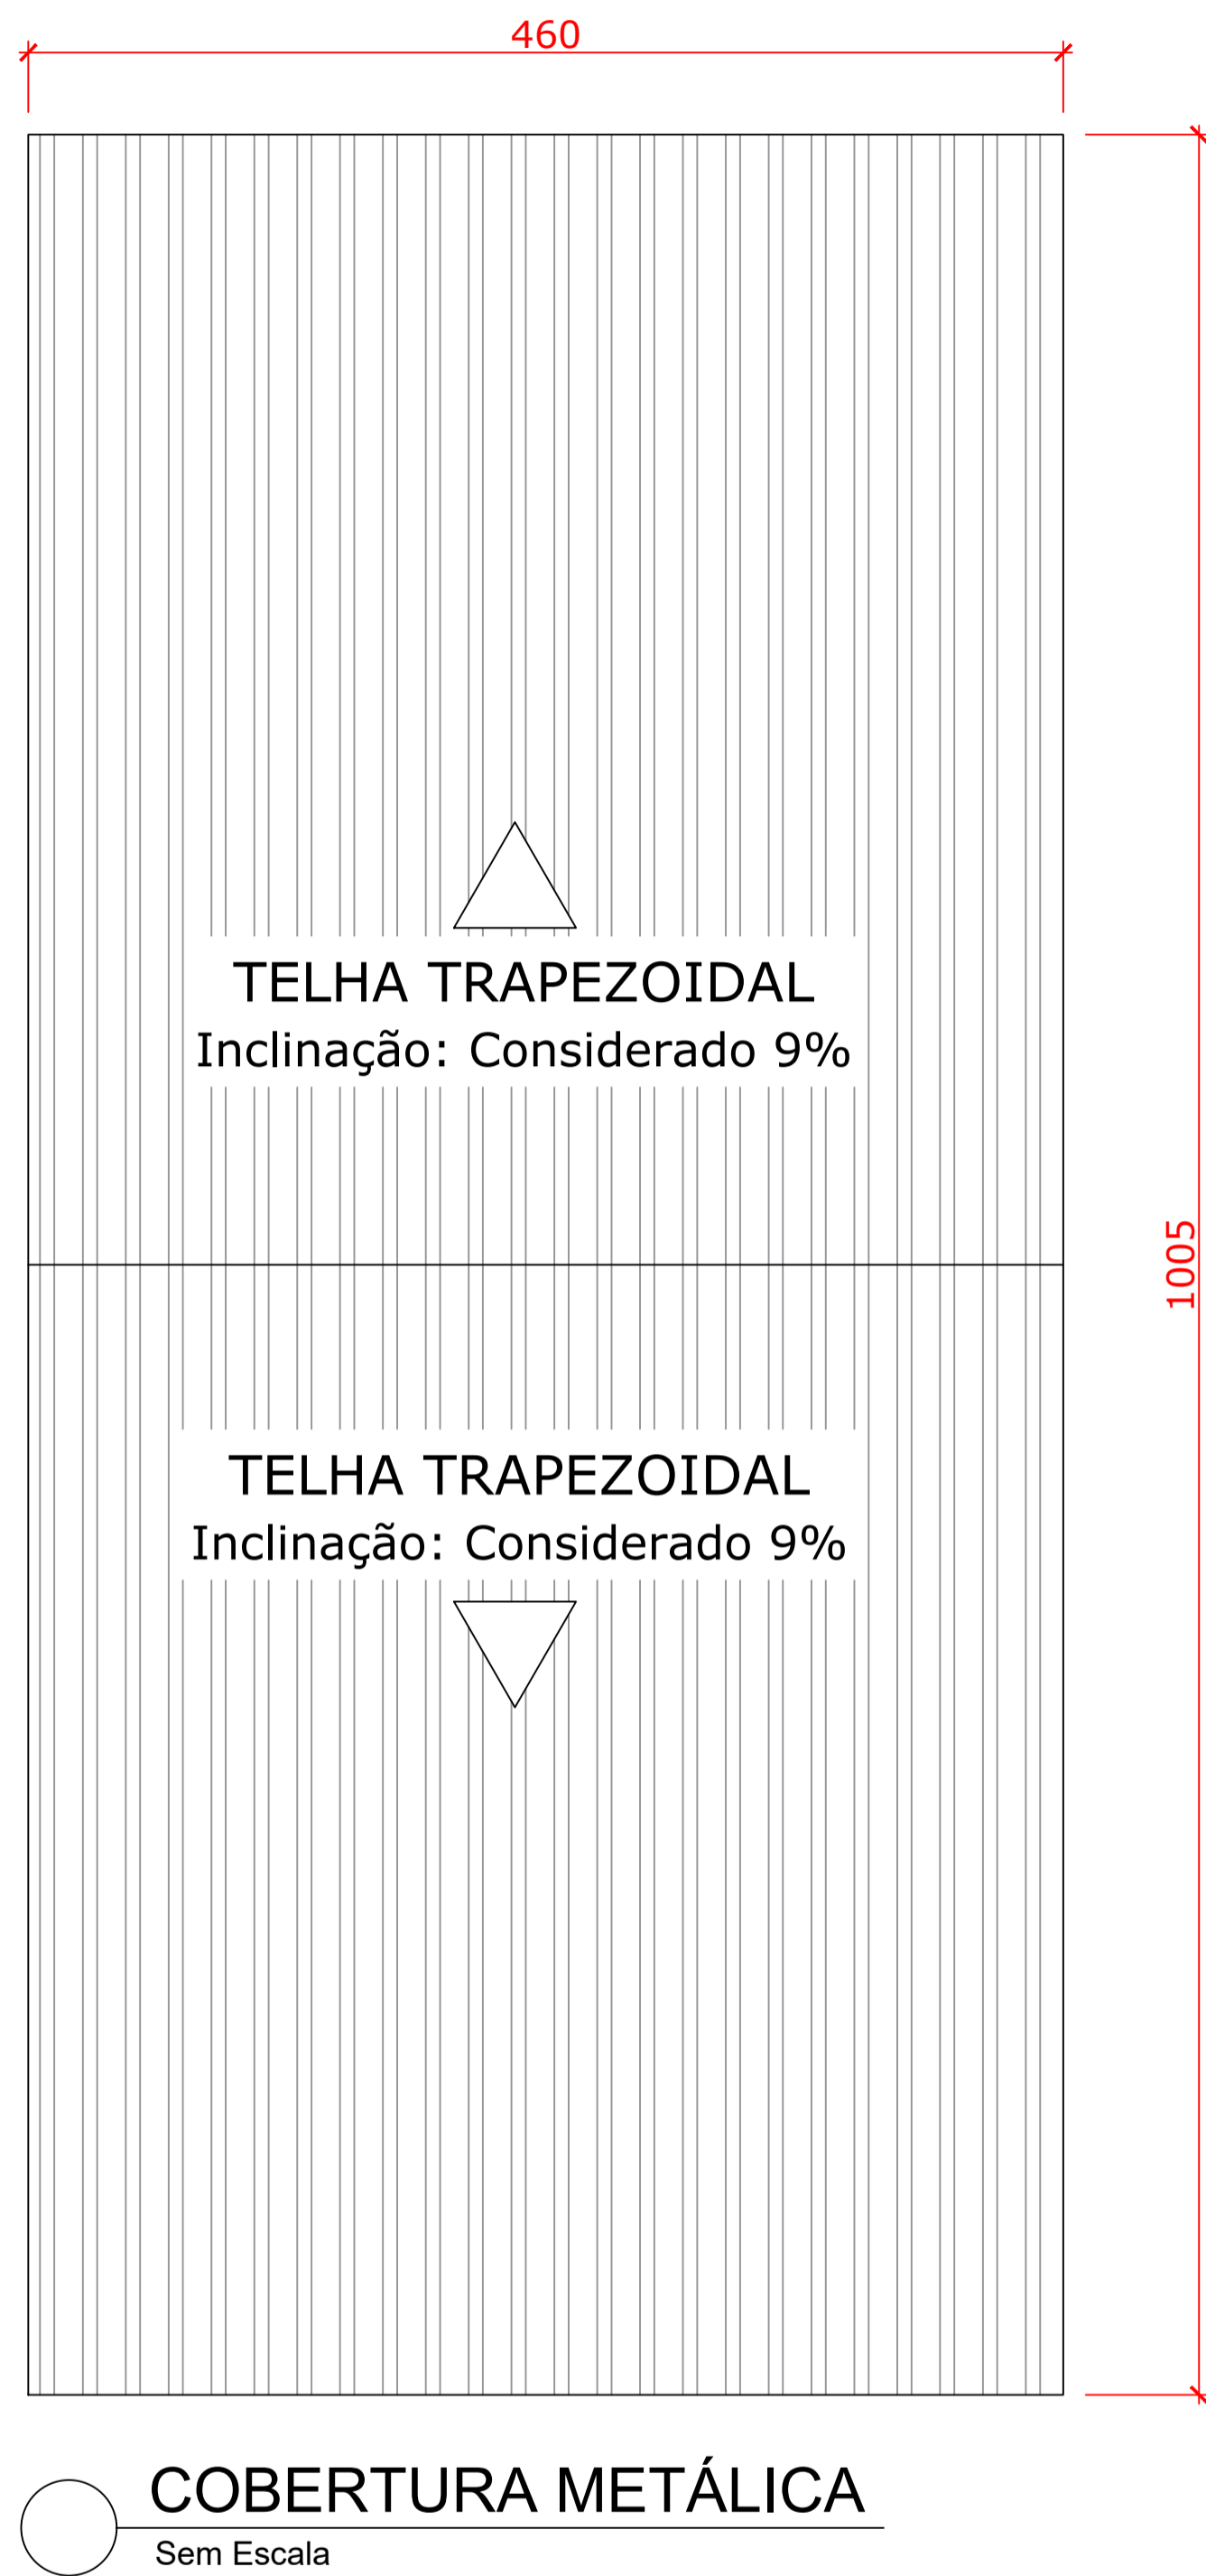 460
TELHA TRAPEZOIDAL
Inclinação: Considerado 9%
1005
TELHA TRAPEZOIDAL
Inclinação: Considerado 9%
COBERTURA METÁLICA
Sem Escala